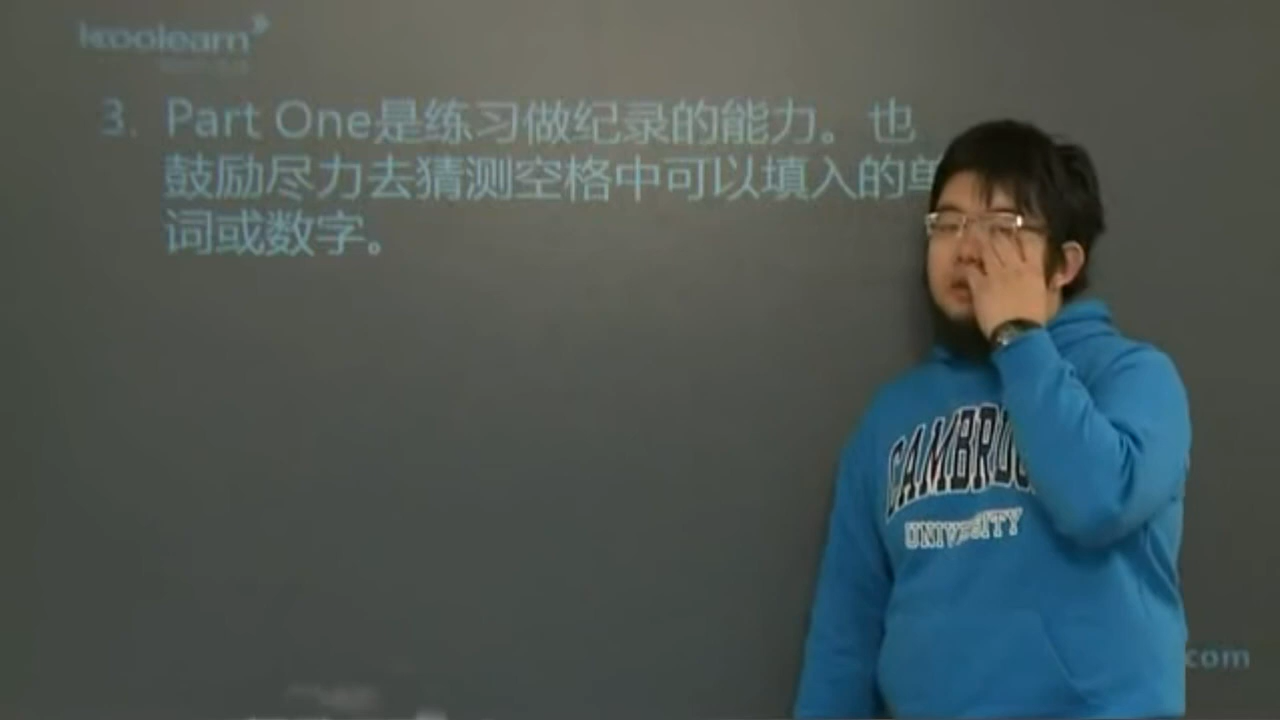 koolearn
3. Part One是练习做纪录的能力。也
鼓励尽力去猜测空格中可以填入的单
词或数字。
UNIVERSITY
com